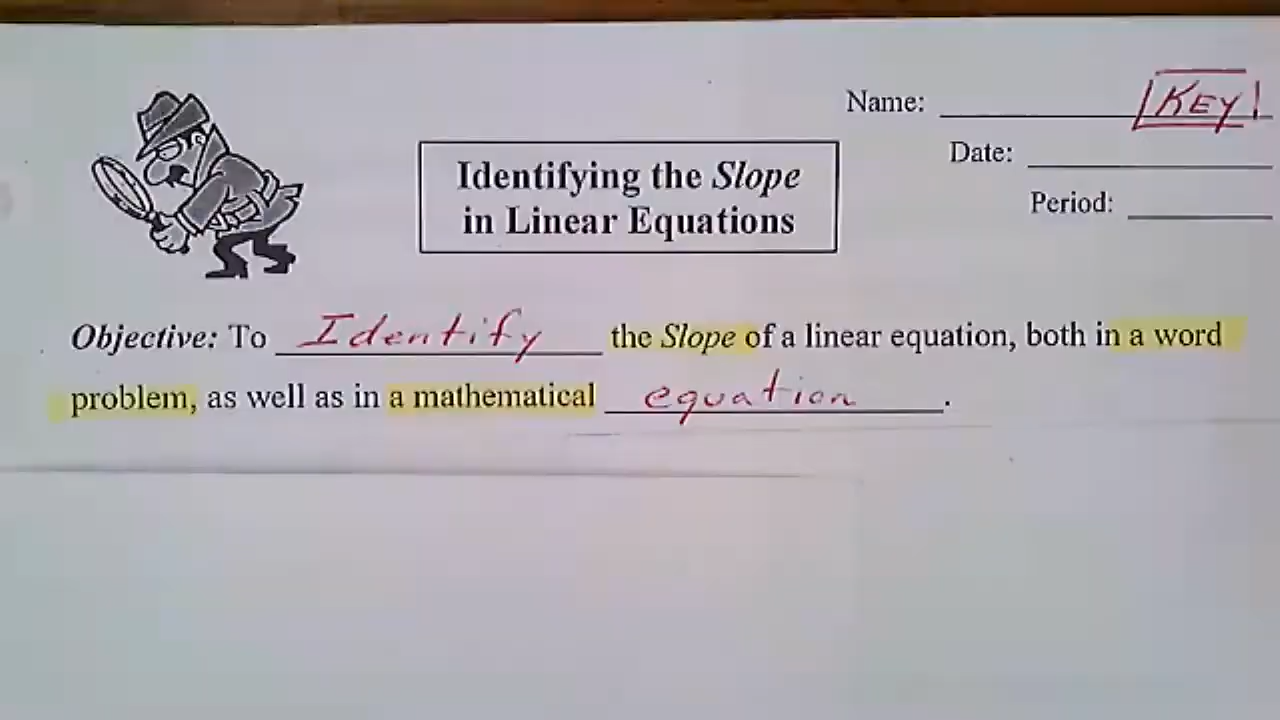 Name: KEY
Date:
Period:
Identifying the Slope
in Linear Equations
Objective: To Identify the Slope of a linear equation, both in a word
problem, as well as in a mathematical equation.